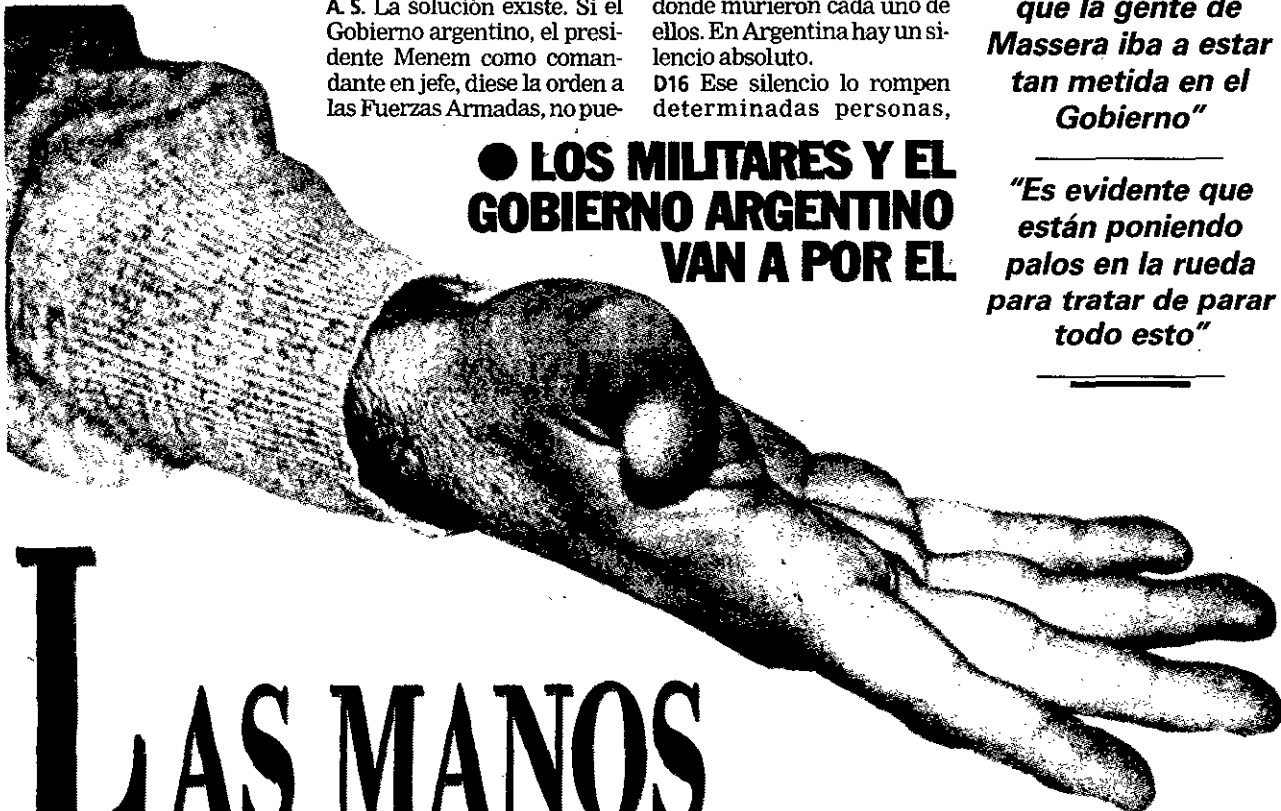 A. S. La solución existe. Si el
Gobierno argentino, el presi-
dente Menem como coman-
dante en jefe, diese la orden a
las Fuerzas Armadas, no pue-
donde murieron cada uno de
ellos. En Argentina hay un si-
lencio absoluto.
D16 Ese silencio lo rompen
determinadas personas,
que la gente de
Massera iba a estar
tan metida en el
Gobierno”
“Es evidente que
están poniendo
palos en la rueda
para tratar de parar
todo esto”
● LOS MILITARES Y EL
GOBIERNO ARGENTINO
VAN A POR EL
LAS MANOS